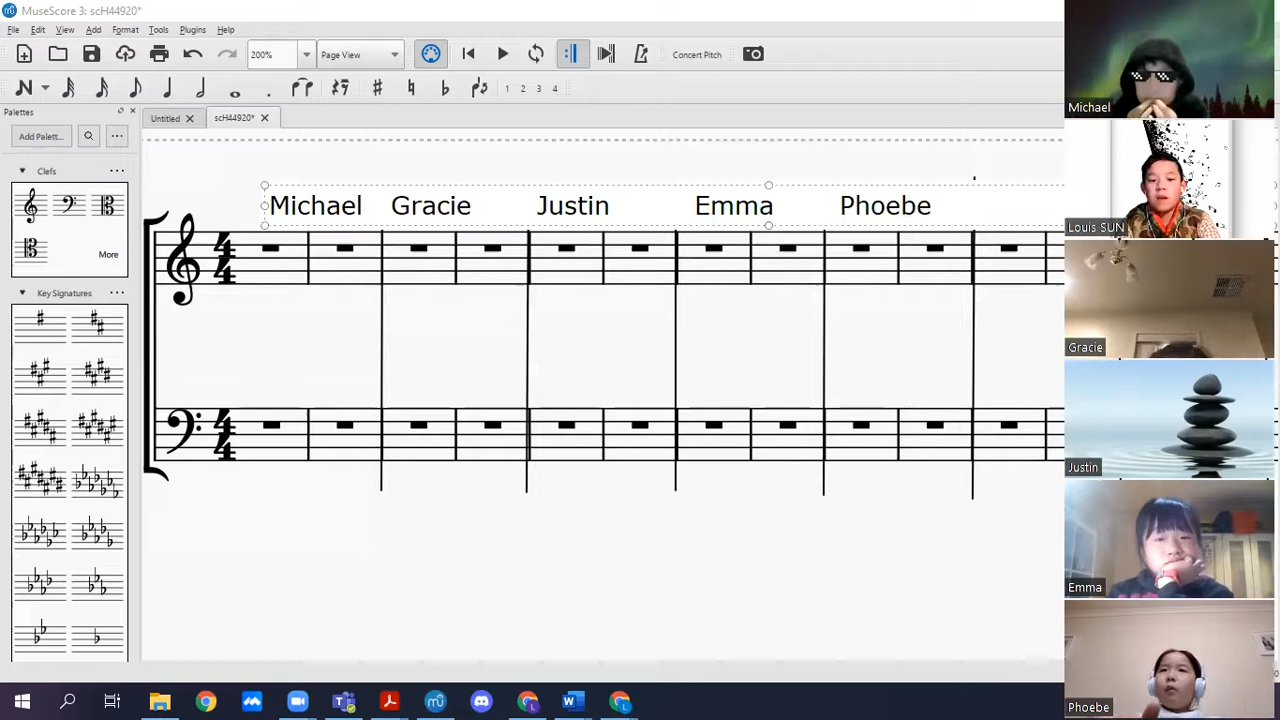 MuseScore 3: scH44920*
File Edit View Add Format Tools Plugins Help
200% Page View Concert Pitch
1 2 3 4
Palettes
Untitled scH44920*
Add Palett... ...
Clefs ...
More
Key Signatures ...
Michael Gracie Justin Emma Phoebe
Michael
Louis SUN
Gracie
Justin
Emma
Phoebe